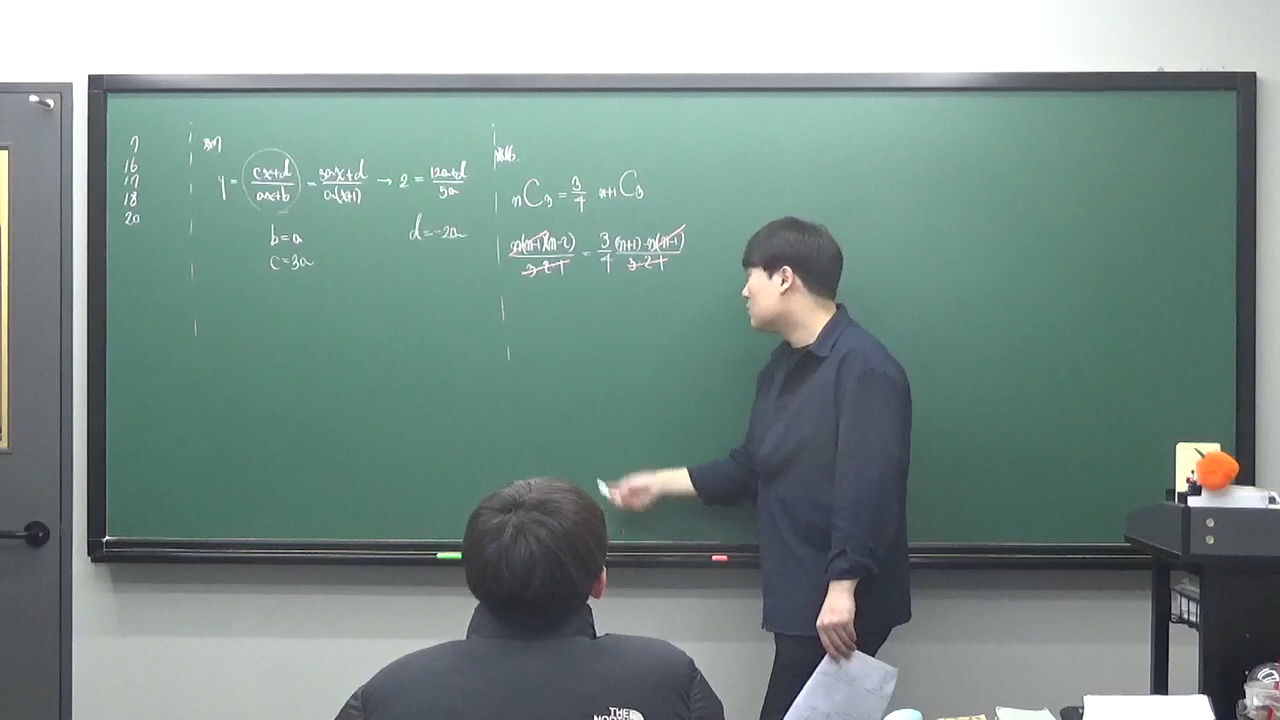 7
16
17
18
20
y = cx+d / ax+b = 3ax+d / a(x+1) → 2 = 12a+d / 5a
b=a
c=3a
d=-2a
nC3 = 3/4 n+1C3
n(n-1)(n-2) / 3·2·1 = 3/4 (n+1)·n(n-1) / 3·2·1
THE
NORTH